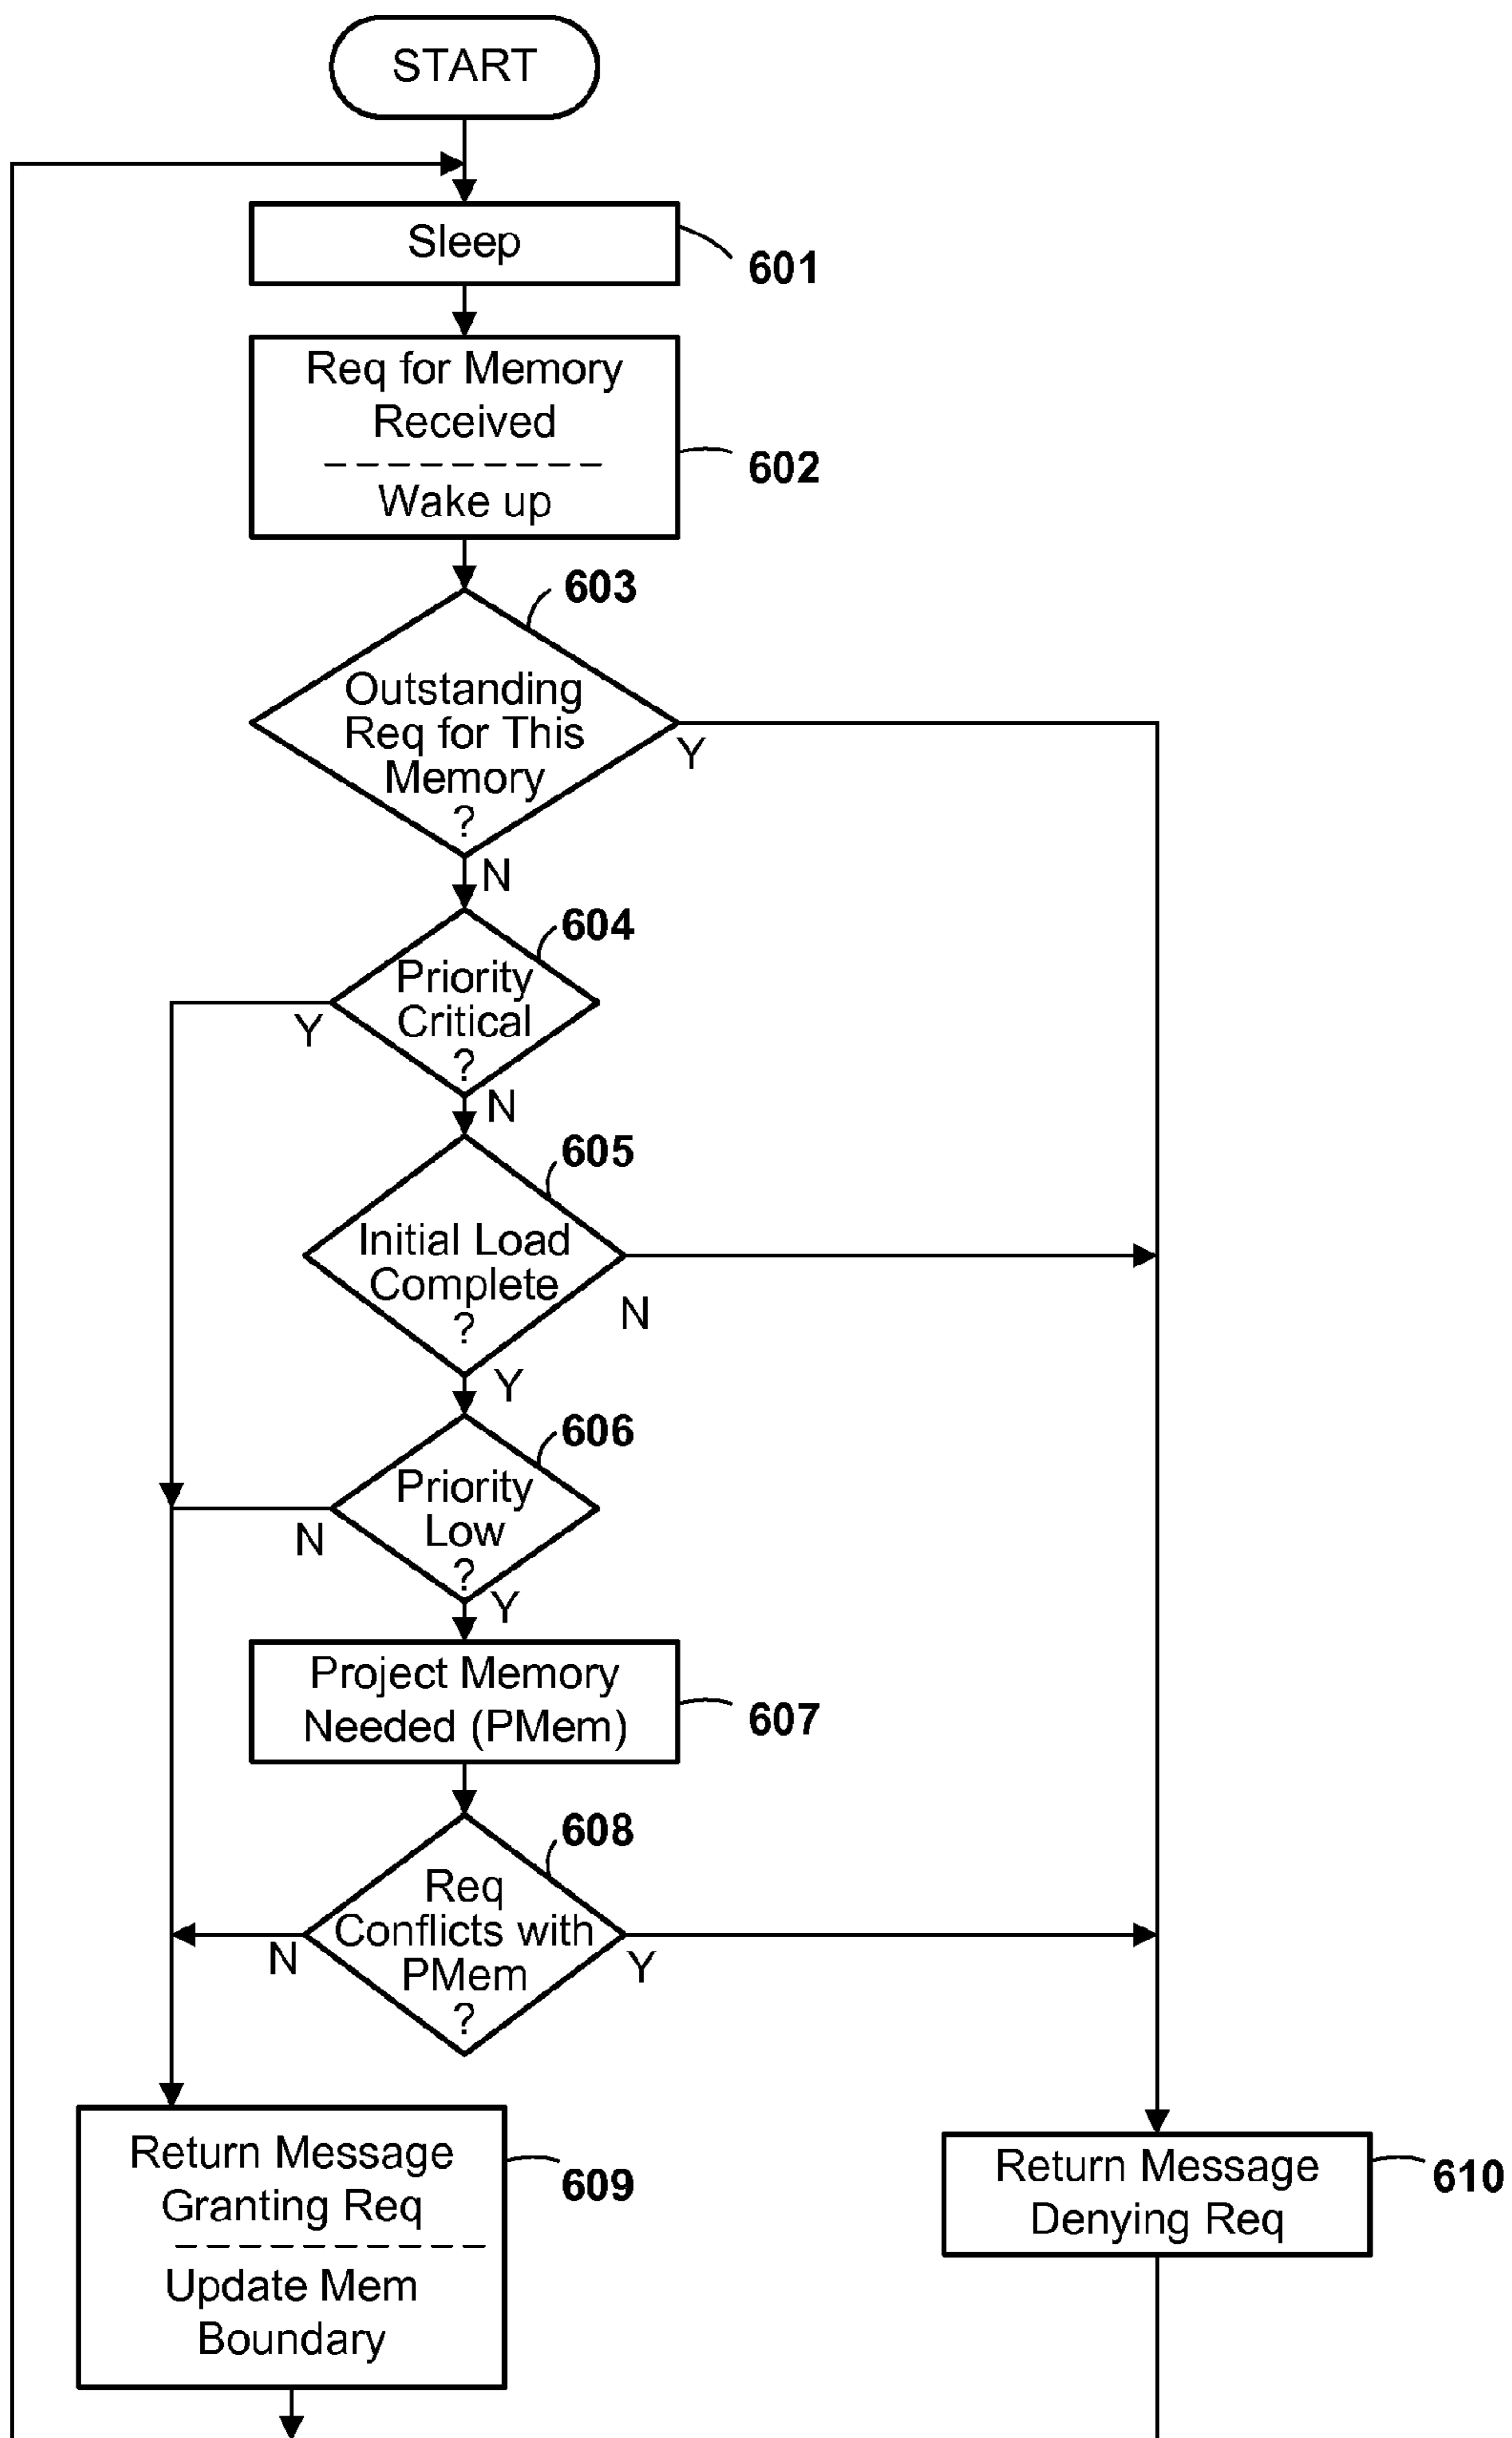 START
Sleep
601
Req for Memory
Received
Wake up
602
603
Outstanding
Req for This
Memory
?
Y
N
604
Priority
Critical
?
Y
N
605
Initial Load
Complete
?
N
Y
606
Priority
Low
?
N
Y
Project Memory
Needed (PMem)
607
608
Req
Conflicts with
PMem
?
N
Y
Return Message
Granting Req
Update Mem
Boundary
609
Return Message
Denying Req
610